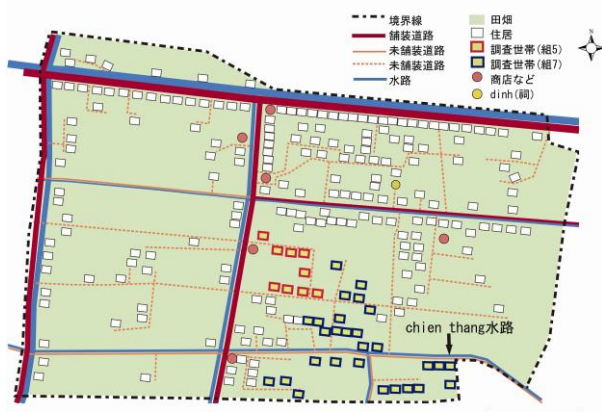 境界線
舗装道路
未舗装道路
未舗装道路
水路
田畑
住居
調査世帯(組5)
調査世帯(組7)
商店など
dinh(祠)
N
chien thang水路